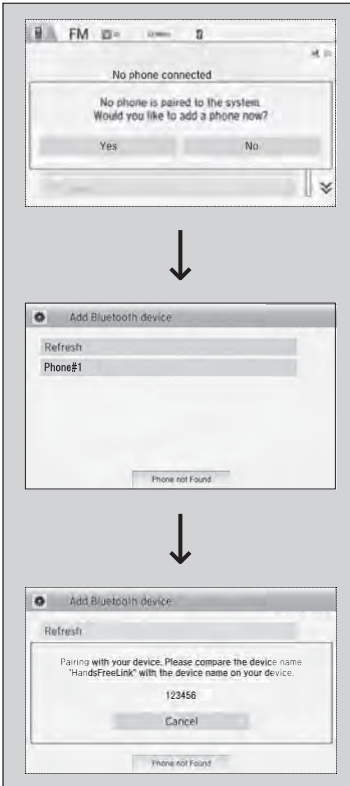 FM
No phone connected
No phone is paired to the system.
Would you like to add a phone now?
Yes No
Add Bluetooth device
Refresh
Phone#1
Phone not Found
Add Bluetooth device
Refresh
Pairing with your device. Please compare the device name
"HandsFreeLink" with the device name on your device.
123456
Cancel
Phone not Found